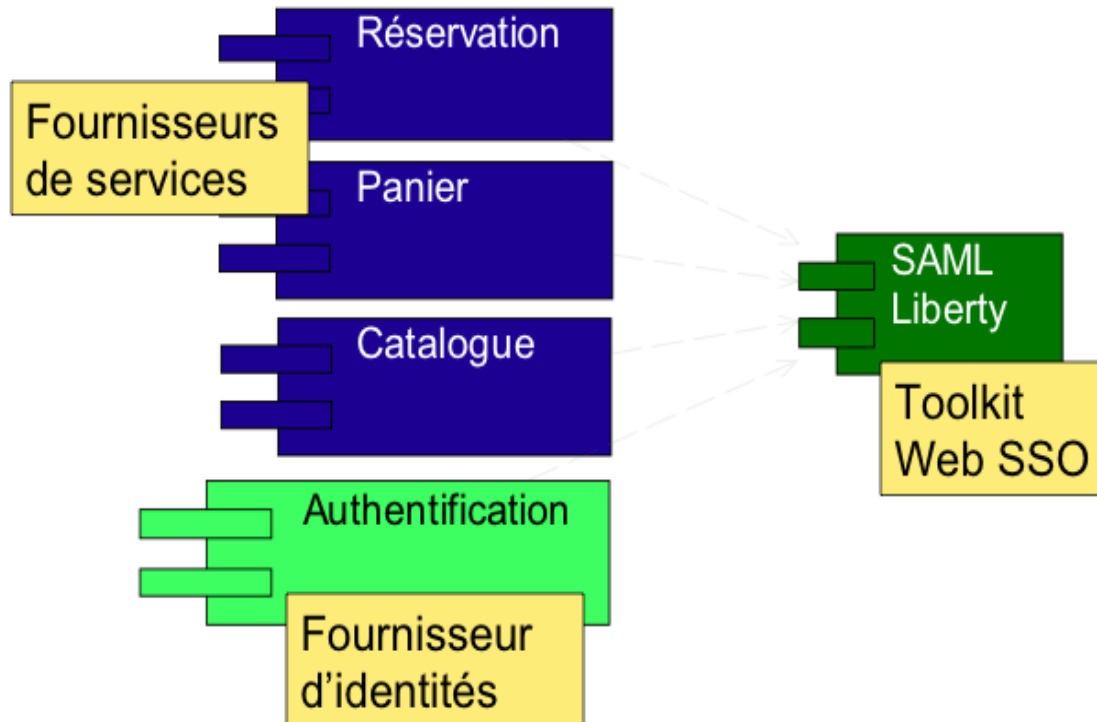 Réservation
Fournisseurs
de services
Panier
SAML
Liberty
Catalogue
Toolkit
Web SSO
Authentification
Fournisseur
d’identités